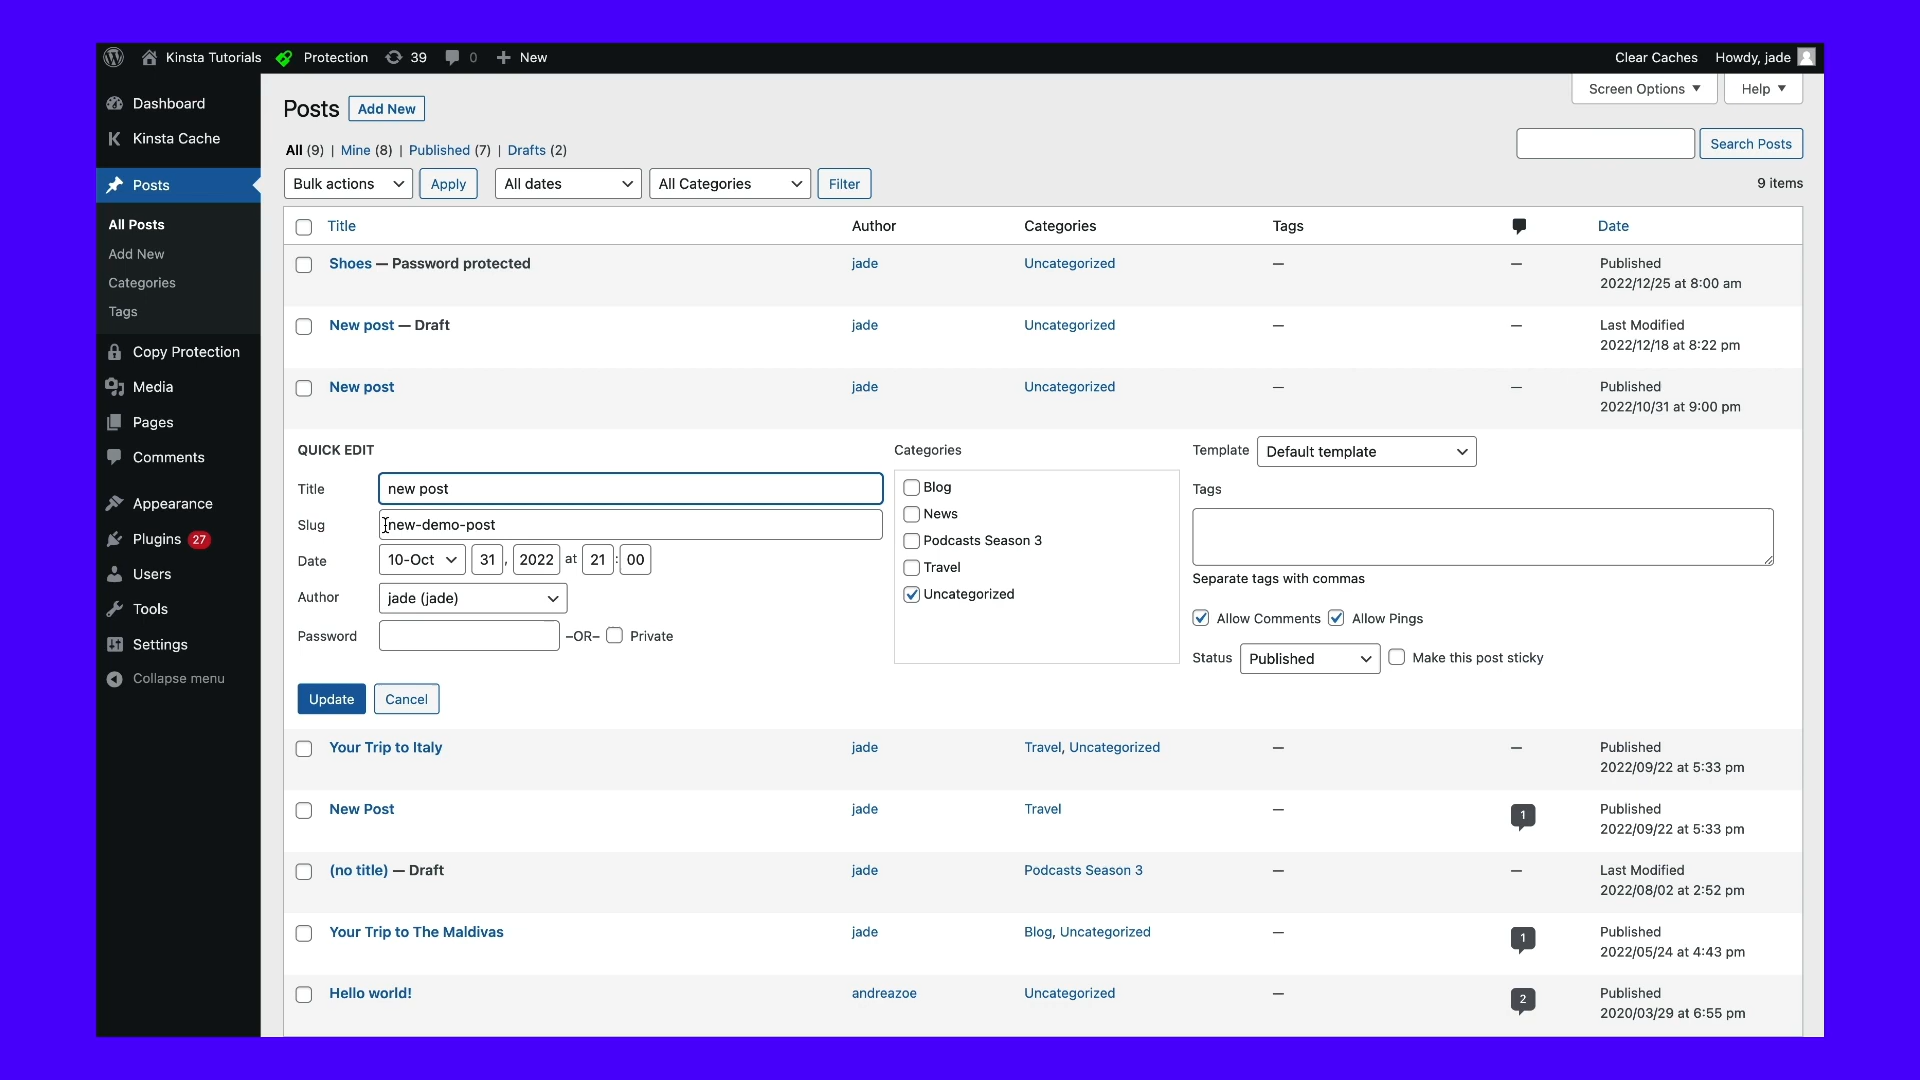 Kinsta Tutorials Protection 39 0 New Clear Caches Howdy, jade
Dashboard
Kinsta Cache
Posts
All Posts
Add New
Categories
Tags
Copy Protection
Media
Pages
Comments
Appearance
Plugins 27
Users
Tools
Settings
Collapse menu
Screen Options ▼ Help ▼
Posts Add New
All (9) | Mine (8) | Published (7) | Drafts (2)
Search Posts
Bulk actions Apply All dates All Categories Filter 9 items
Title Author Categories Tags Date
Shoes — Password protected jade Uncategorized — — Published
2022/12/25 at 8:00 am
New post — Draft jade Uncategorized — — Last Modified
2022/12/18 at 8:22 pm
New post jade Uncategorized — — Published
2022/10/31 at 9:00 pm
QUICK EDIT
Title new post
Slug new-demo-post
Date 10-Oct 31 , 2022 at 21 : 00
Author jade (jade)
Password –OR– Private
Categories
Blog
News
Podcasts Season 3
Travel
Uncategorized
Template Default template
Tags
Separate tags with commas
Allow Comments Allow Pings
Status Published Make this post sticky
Update Cancel
Your Trip to Italy jade Travel, Uncategorized — — Published
2022/09/22 at 5:33 pm
New Post jade Travel — 1 Published
2022/09/22 at 5:33 pm
(no title) — Draft jade Podcasts Season 3 — — Last Modified
2022/08/02 at 2:52 pm
Your Trip to The Maldivas jade Blog, Uncategorized — 1 Published
2022/05/24 at 4:43 pm
Hello world! andreazoe Uncategorized — 2 Published
2020/03/29 at 6:55 pm